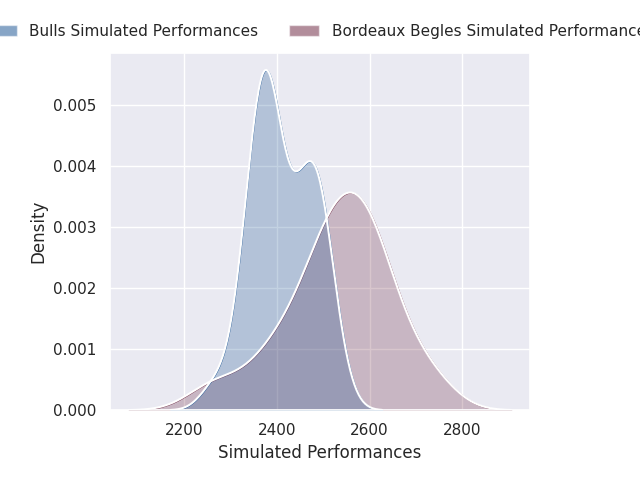 Bulls Simulated Performances
Bordeaux Begles Simulated Performance
Density
0.005
0.004
0.003
0.002
0.001
0.000
2200
2400
2600
2800
Simulated Performances